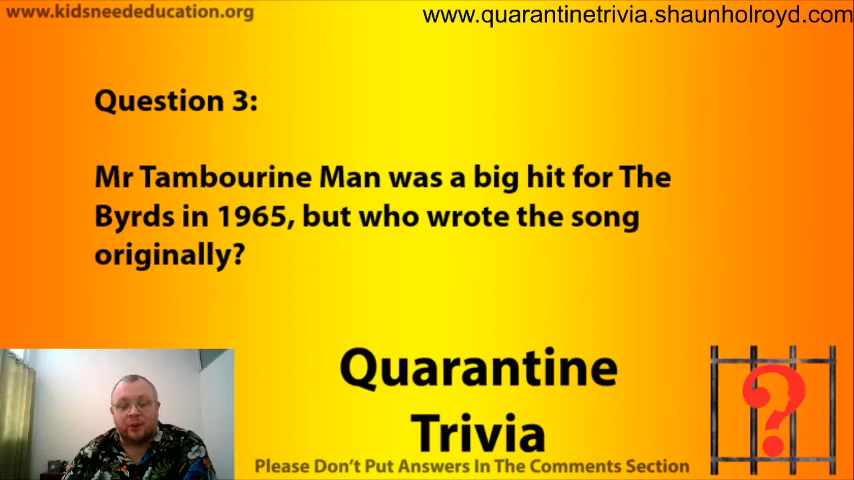 www.kidsneededucation.org
www.quarantinetrivia.shaunholroyd.com
Question 3:
Mr Tambourine Man was a big hit for The
Byrds in 1965, but who wrote the song
originally?
Quarantine
Trivia
Please Don't Put Answers In The Comments Section